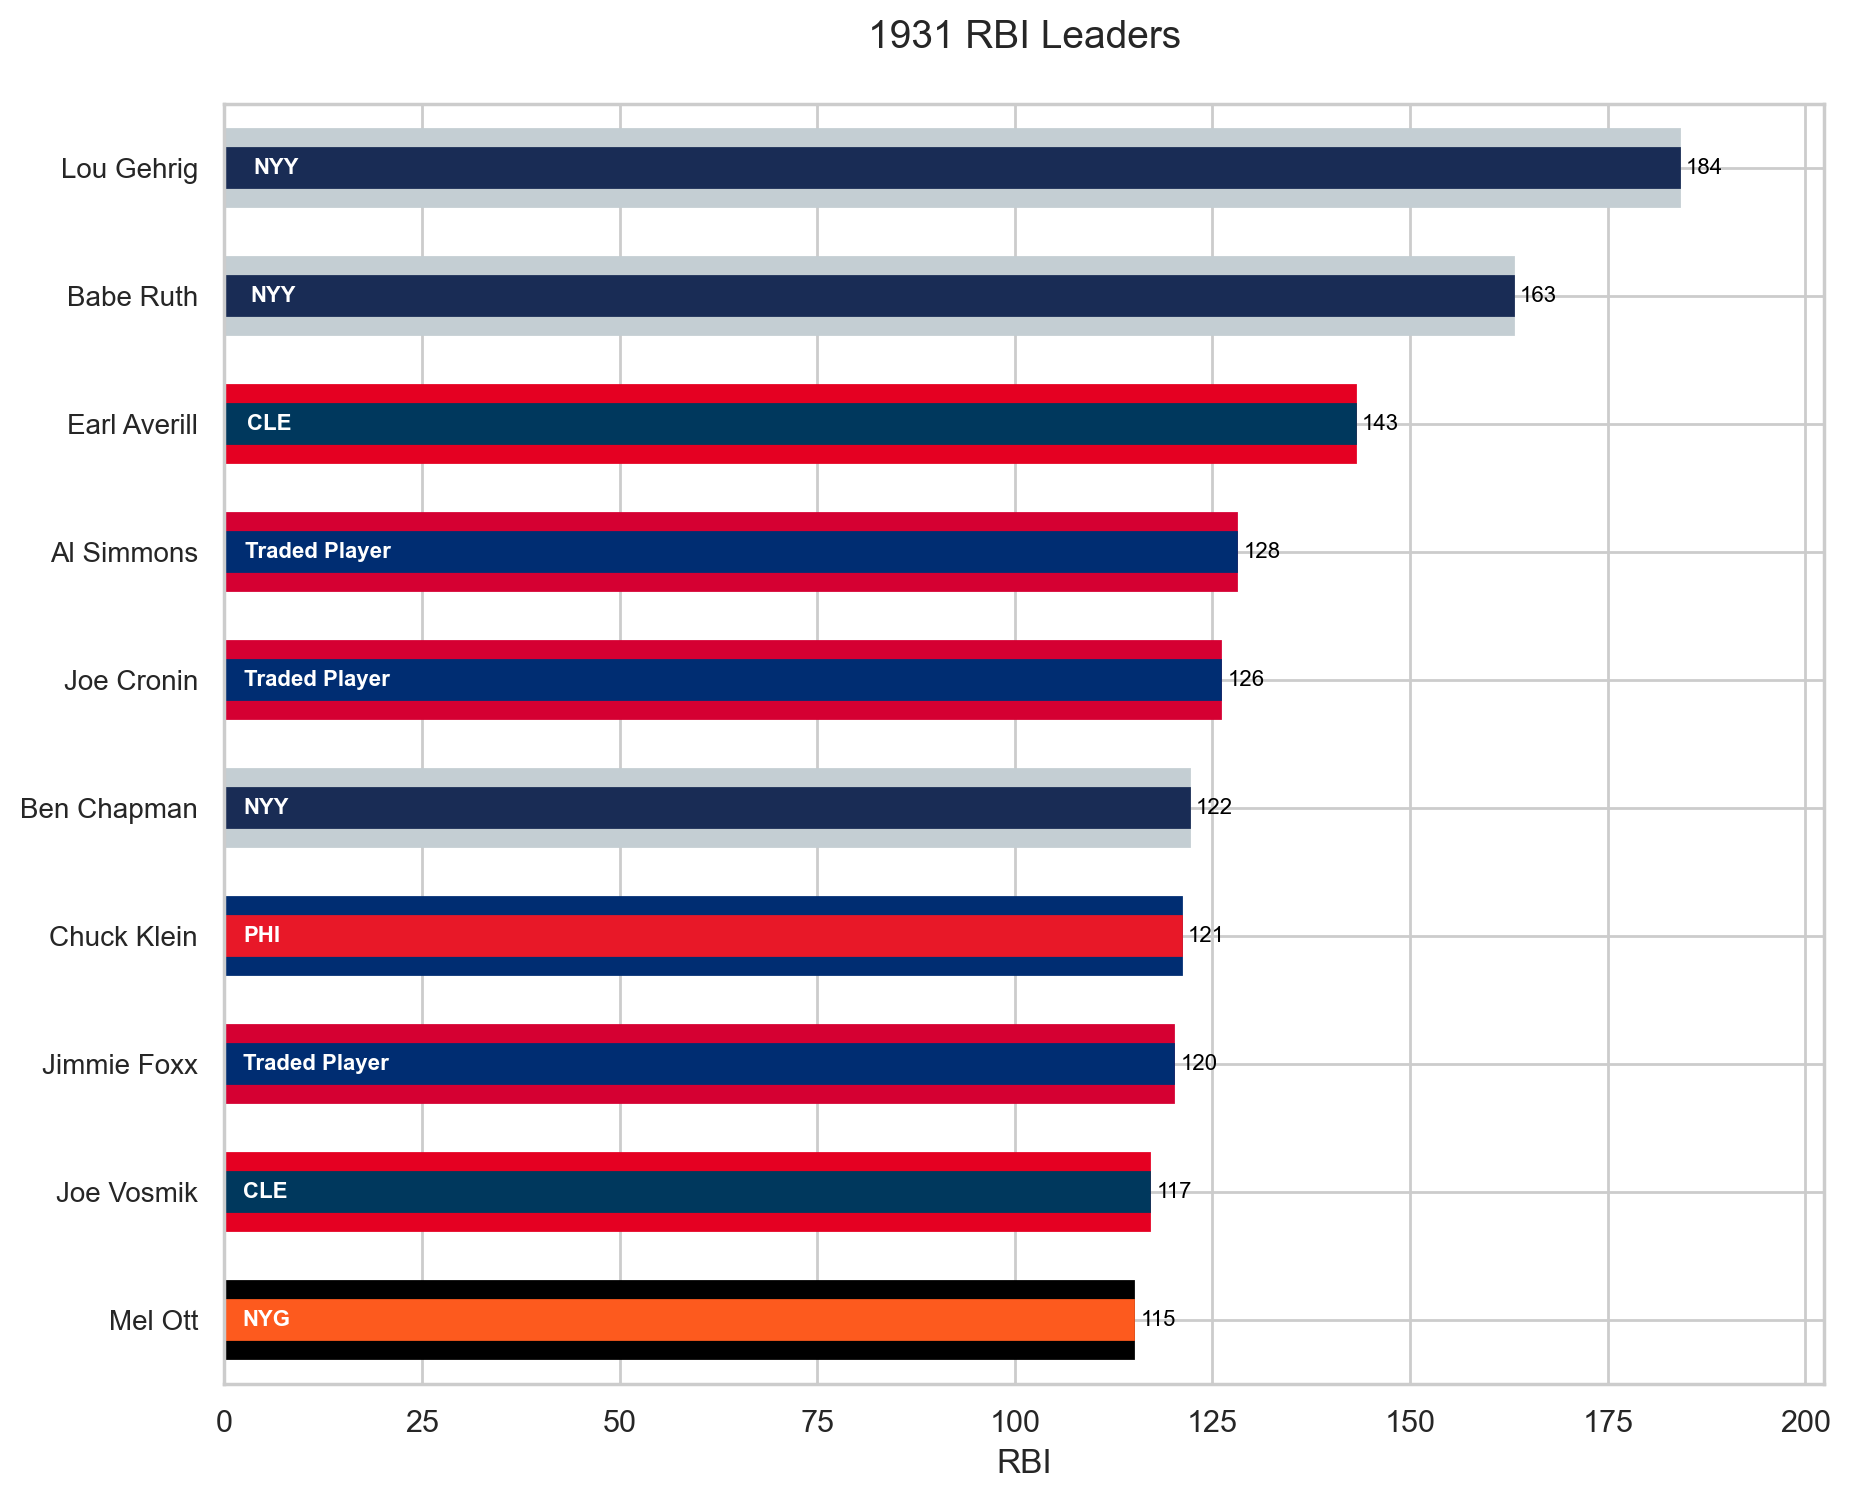 1931 RBI Leaders
Lou Gehrig NYY 184
Babe Ruth NYY 163
Earl Averill CLE 143
Al Simmons Traded Player 128
Joe Cronin Traded Player 126
Ben Chapman NYY 122
Chuck Klein PHI 121
Jimmie Foxx Traded Player 120
Joe Vosmik CLE 117
Mel Ott NYG 115
0 25 50 75 100 125 150 175 200
RBI